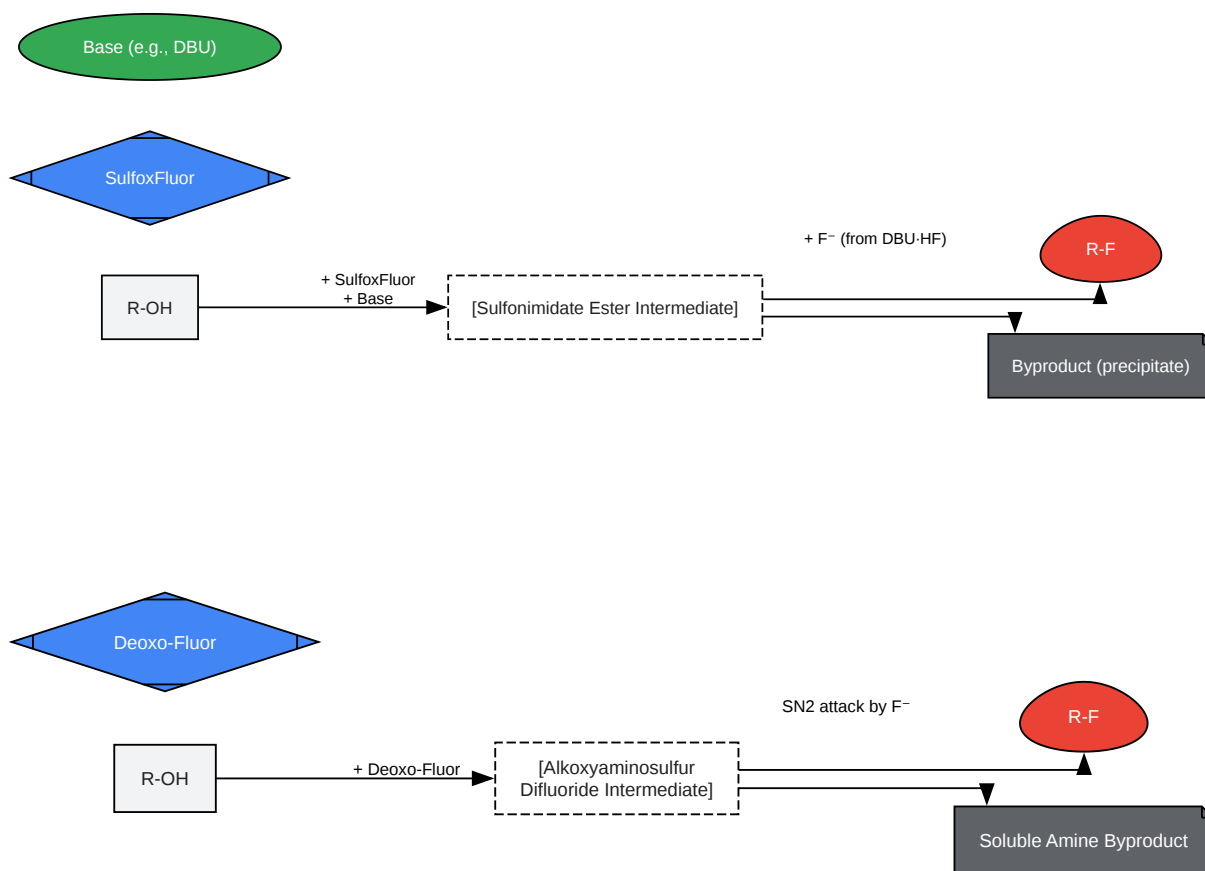 Base (e.g., DBU)
SulfoxFluor
+ F⁻ (from DBU·HF)
R-F
R-OH
+ SulfoxFluor
+ Base
[Sulfonimidate Ester Intermediate]
Byproduct (precipitate)
Deoxo-Fluor
SN2 attack by F⁻
R-F
R-OH
+ Deoxo-Fluor
[Alkoxyaminosulfur
Difluoride Intermediate]
Soluble Amine Byproduct